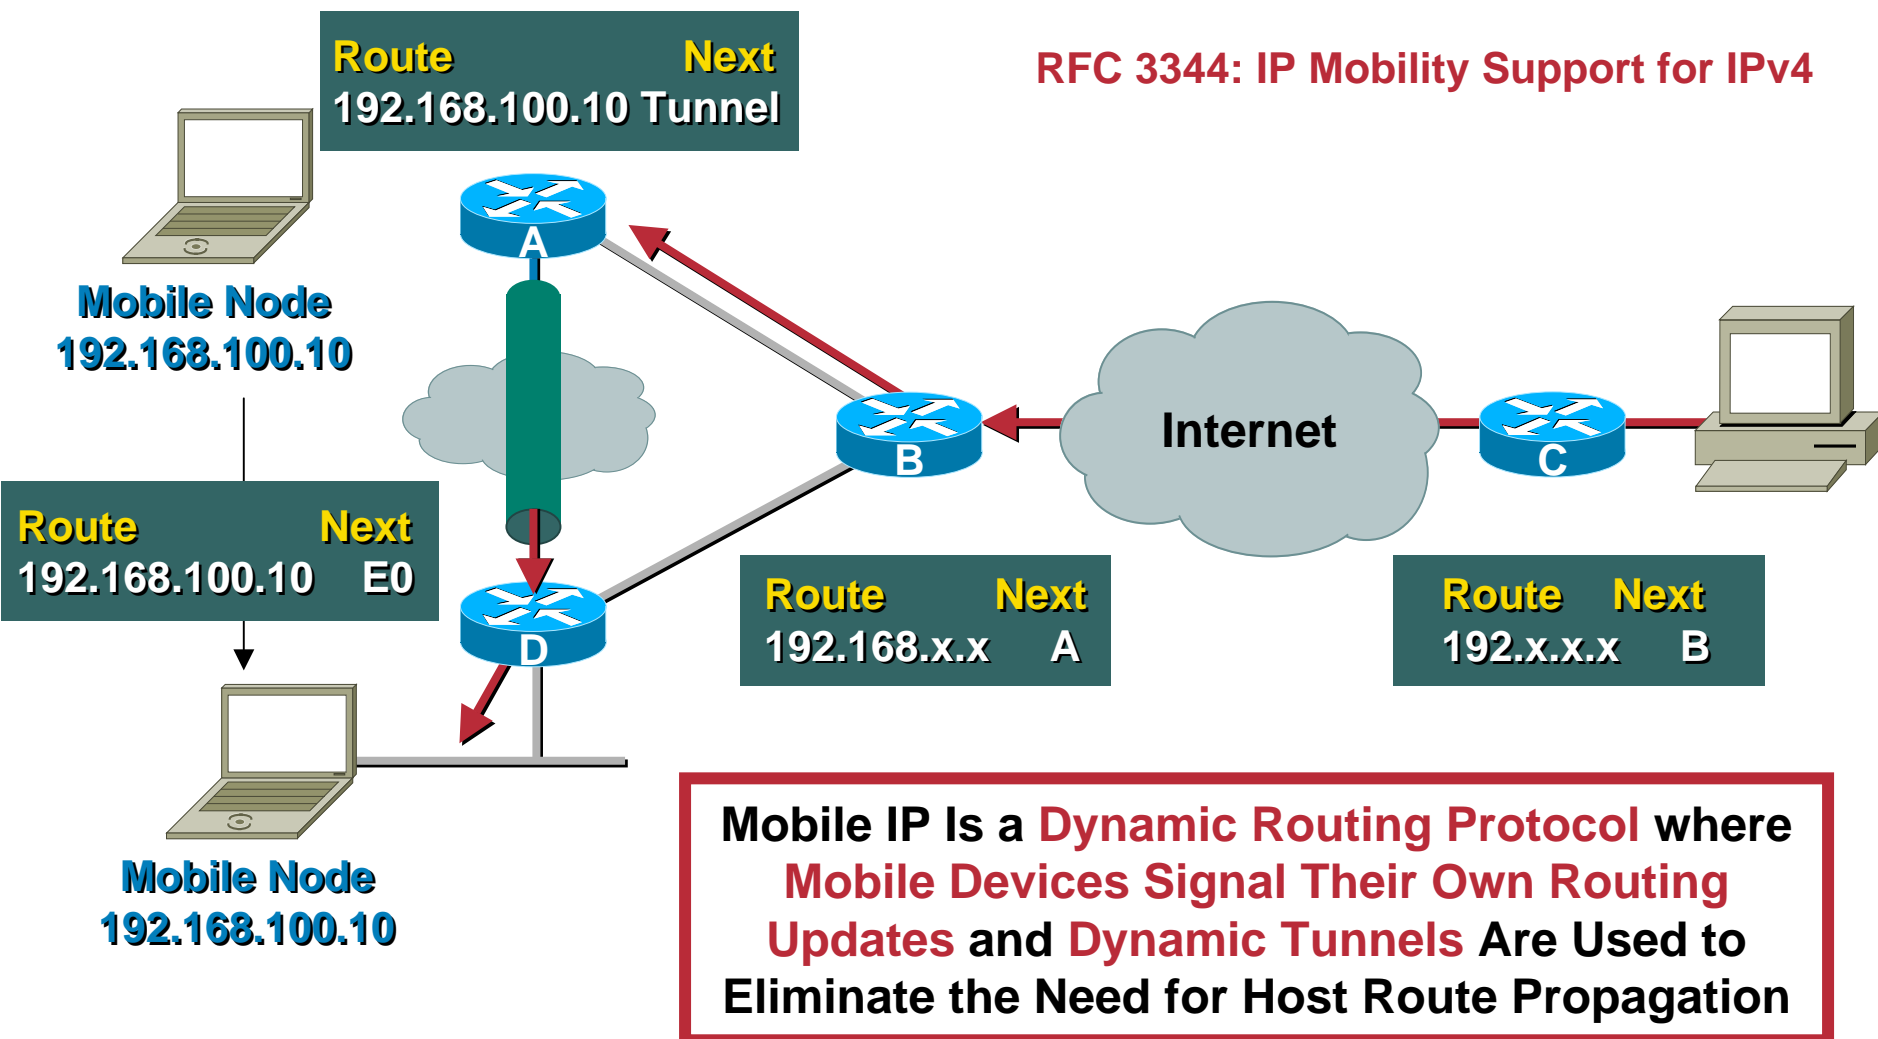 RFC 3344: IP Mobility Support for IPv4
Route Next
192.168.100.10 Tunnel
A
Mobile Node
192.168.100.10
Internet
B
C
Route Next
192.168.100.10 E0
D
Route Next
192.168.x.x A
Route Next
192.x.x.x B
Mobile Node
192.168.100.10
Mobile IP Is a Dynamic Routing Protocol where
Mobile Devices Signal Their Own Routing
Updates and Dynamic Tunnels Are Used to
Eliminate the Need for Host Route Propagation